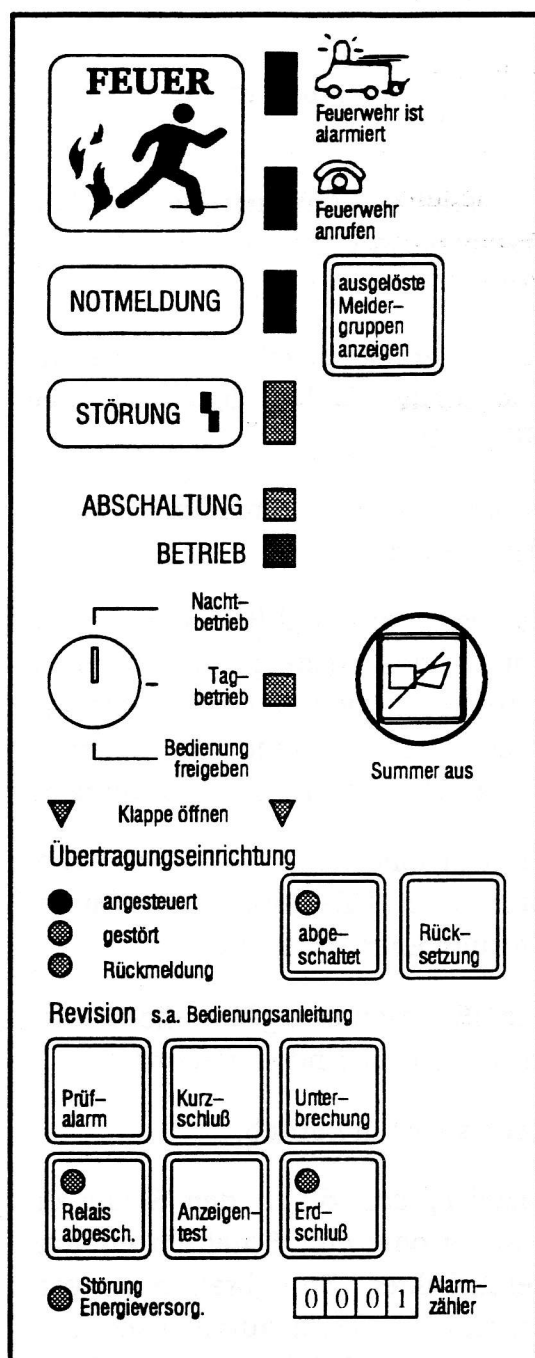 FEUER
Feuerwehr ist
alarmiert
Feuerwehr
anrufen
NOTMELDUNG
ausgelöste
Melder–
gruppen
anzeigen
STÖRUNG
ABSCHALTUNG
BETRIEB
Nacht–
betrieb
Tag–
betrieb
Bedienung
freigeben
Summer aus
Klappe öffnen
Übertragungseinrichtung
angesteuert
gestört
Rückmeldung
abge–
schaltet
Rück–
setzung
Revision s.a. Bedienungsanleitung
Prüf–
alarm
Kurz–
schluß
Unter–
brechung
Relais
abgesch.
Anzeigen–
test
Erd–
schluß
Störung
Energieversorg.
0 0 0 1
Alarm–
zähler